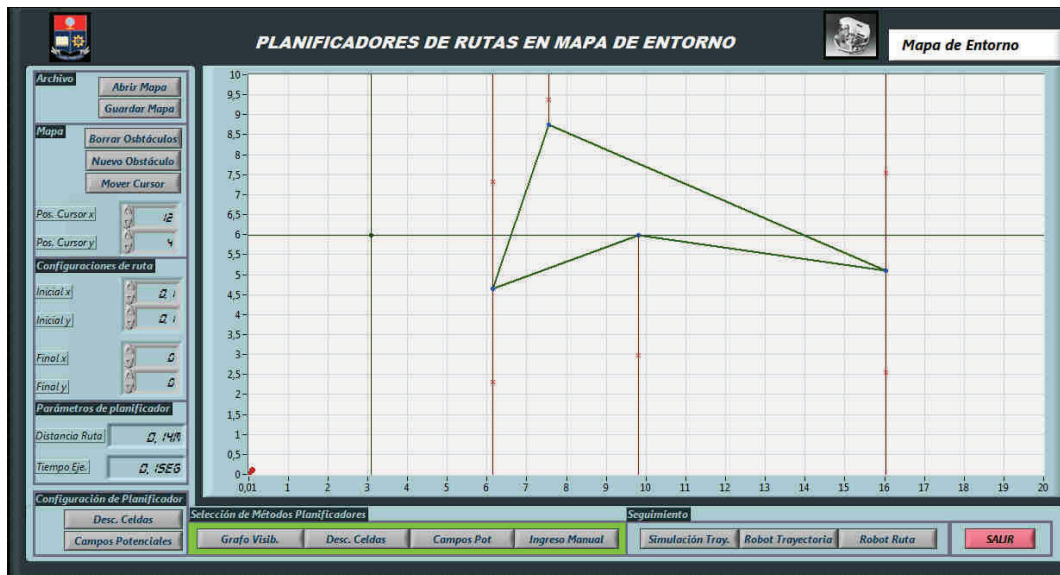 PLANIFICADORES DE RUTAS EN MAPA DE ENTORNO
Mapa de Entorno
Archivo
Abrir Mapa
Guardar Mapa
Mapa
Borrar Osbtáculos
Nuevo Obstáculo
Mover Cursor
Pos. Cursor x 12
Pos. Cursor y 4
Configuraciones de ruta
Inicial x 0,1
Inicial y 0,1
Final x 0
Final y 0
Parámetros de planificador
Distancia Ruta 0,14M
Tiempo Eje. 0,1SEG
Configuración de Planificador
Desc. Celdas
Campos Potenciales
10
9,5
9
8,5
8
7,5
7
6,5
6
5,5
5
4,5
4
3,5
3
2,5
2
1,5
1
0,5
0
0,01 1 2 3 4 5 6 7 8 9 10 11 12 13 14 15 16 17 18 19 20
Selección de Métodos Planificadores
Grafo Visib. Desc. Celdas Campos Pot Ingreso Manual
Seguimiento
Simulación Tray. Robot Trayectoria Robot Ruta
SALIR